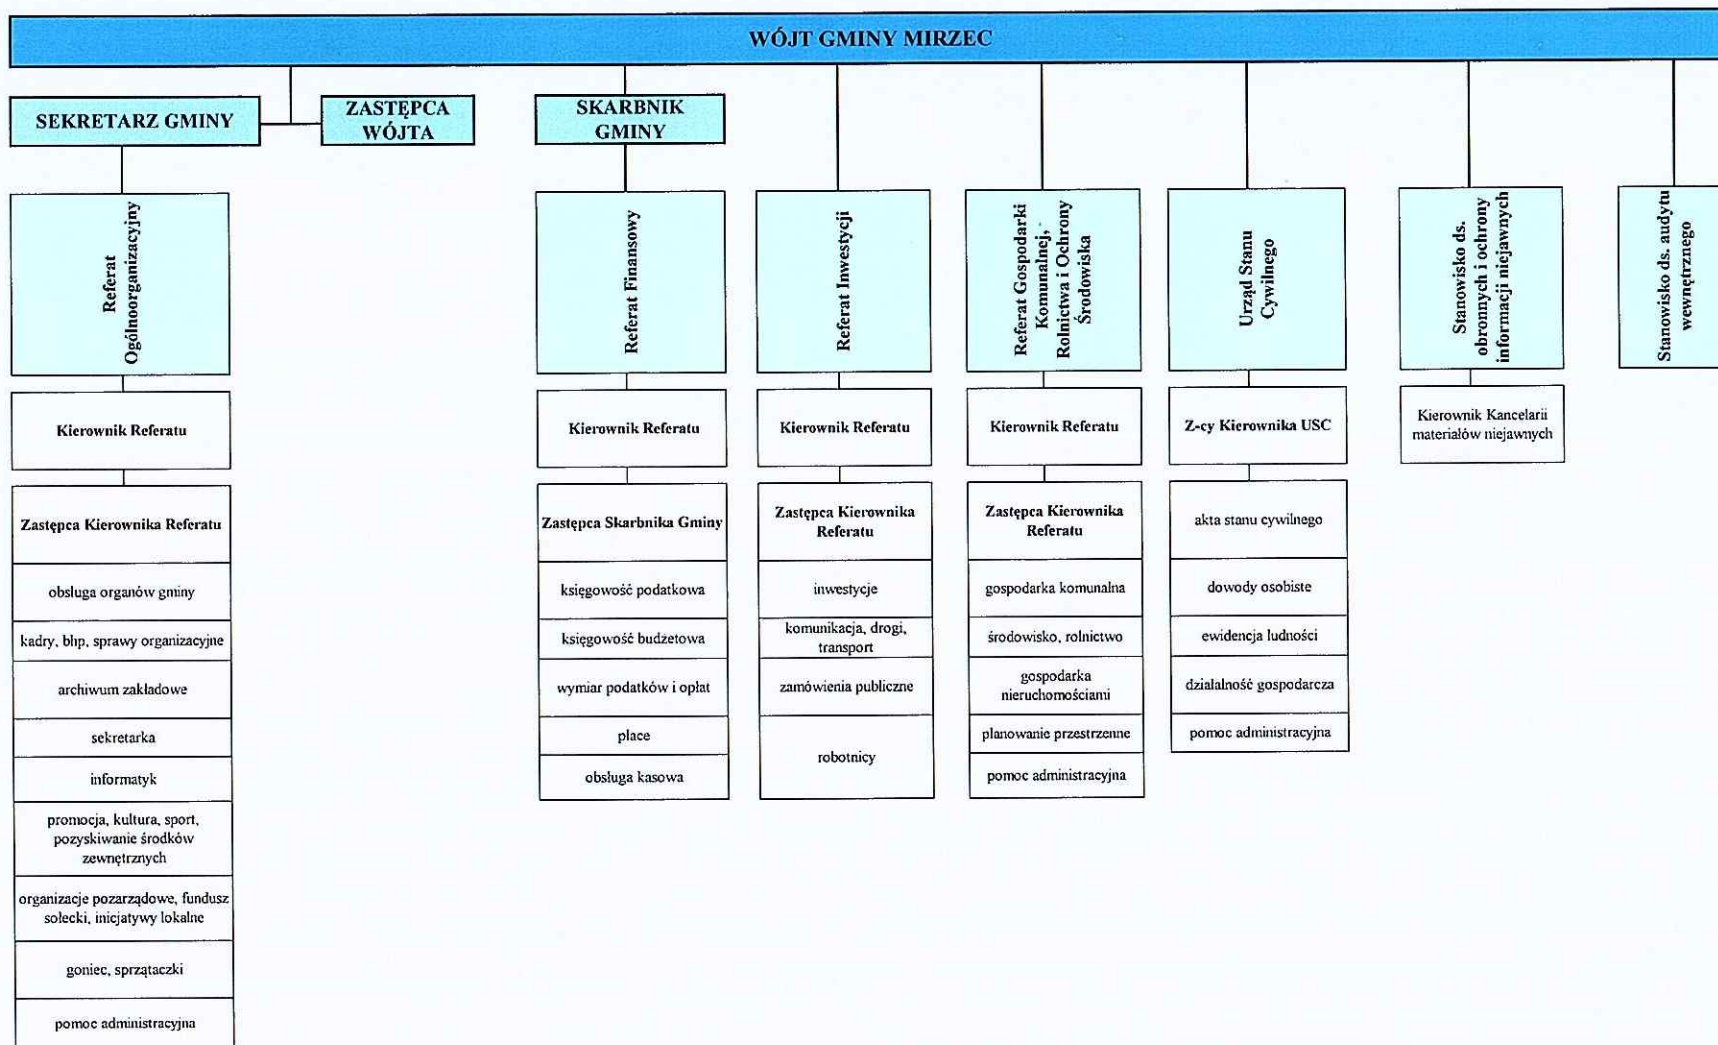 WÓJT GMINY MIRZEC
SEKRETARZ GMINY
ZASTĘPCA
WÓJTA
SKARBNIK
GMINY
Referat
Ogólnoorganizacyjny
Kierownik Referatu
Zastępca Kierownika Referatu
obsługa organów gminy
kadry, bhp, sprawy organizacyjne
archiwum zakładowe
sekretarka
informatyk
promocja, kultura, sport,
pozyskiwanie środków
zewnętrznych
organizacje pozarządowe, fundusz
sołecki, inicjatywy lokalne
goniec, sprzątaczki
pomoc administracyjna
Referat Finansowy
Kierownik Referatu
Zastępca Skarbnika Gminy
księgowość podatkowa
księgowość budżetowa
wymiar podatków i opłat
płace
obsługa kasowa
Referat Inwestycji
Kierownik Referatu
Zastępca Kierownika
Referatu
inwestycje
komunikacja, drogi,
transport
zamówienia publiczne
robotnicy
Referat Gospodarki
Komunalnej,
Rolnictwa i Ochrony
Środowiska
Kierownik Referatu
Zastępca Kierownika
Referatu
gospodarka komunalna
środowisko, rolnictwo
gospodarka
nieruchomościami
planowanie przestrzenne
pomoc administracyjna
Urząd Stanu
Cywilnego
Z-cy Kierownika USC
akta stanu cywilnego
dowody osobiste
ewidencja ludności
działalność gospodarcza
pomoc administracyjna
Stanowisko ds.
obronnych i ochrony
informacji niejawnych
Kierownik Kancelarii
materiałów niejawnych
Stanowisko ds. audytu
wewnętrznego